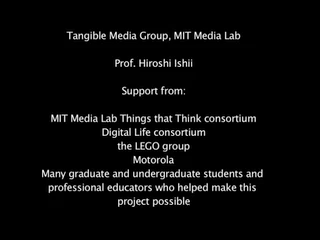 Tangible Media Group, MIT Media Lab
Prof. Hiroshi Ishii
Support from:
MIT Media Lab Things that Think consortium
Digital Life consortium
the LEGO group
Motorola
Many graduate and undergraduate students and
professional educators who helped make this
project possible